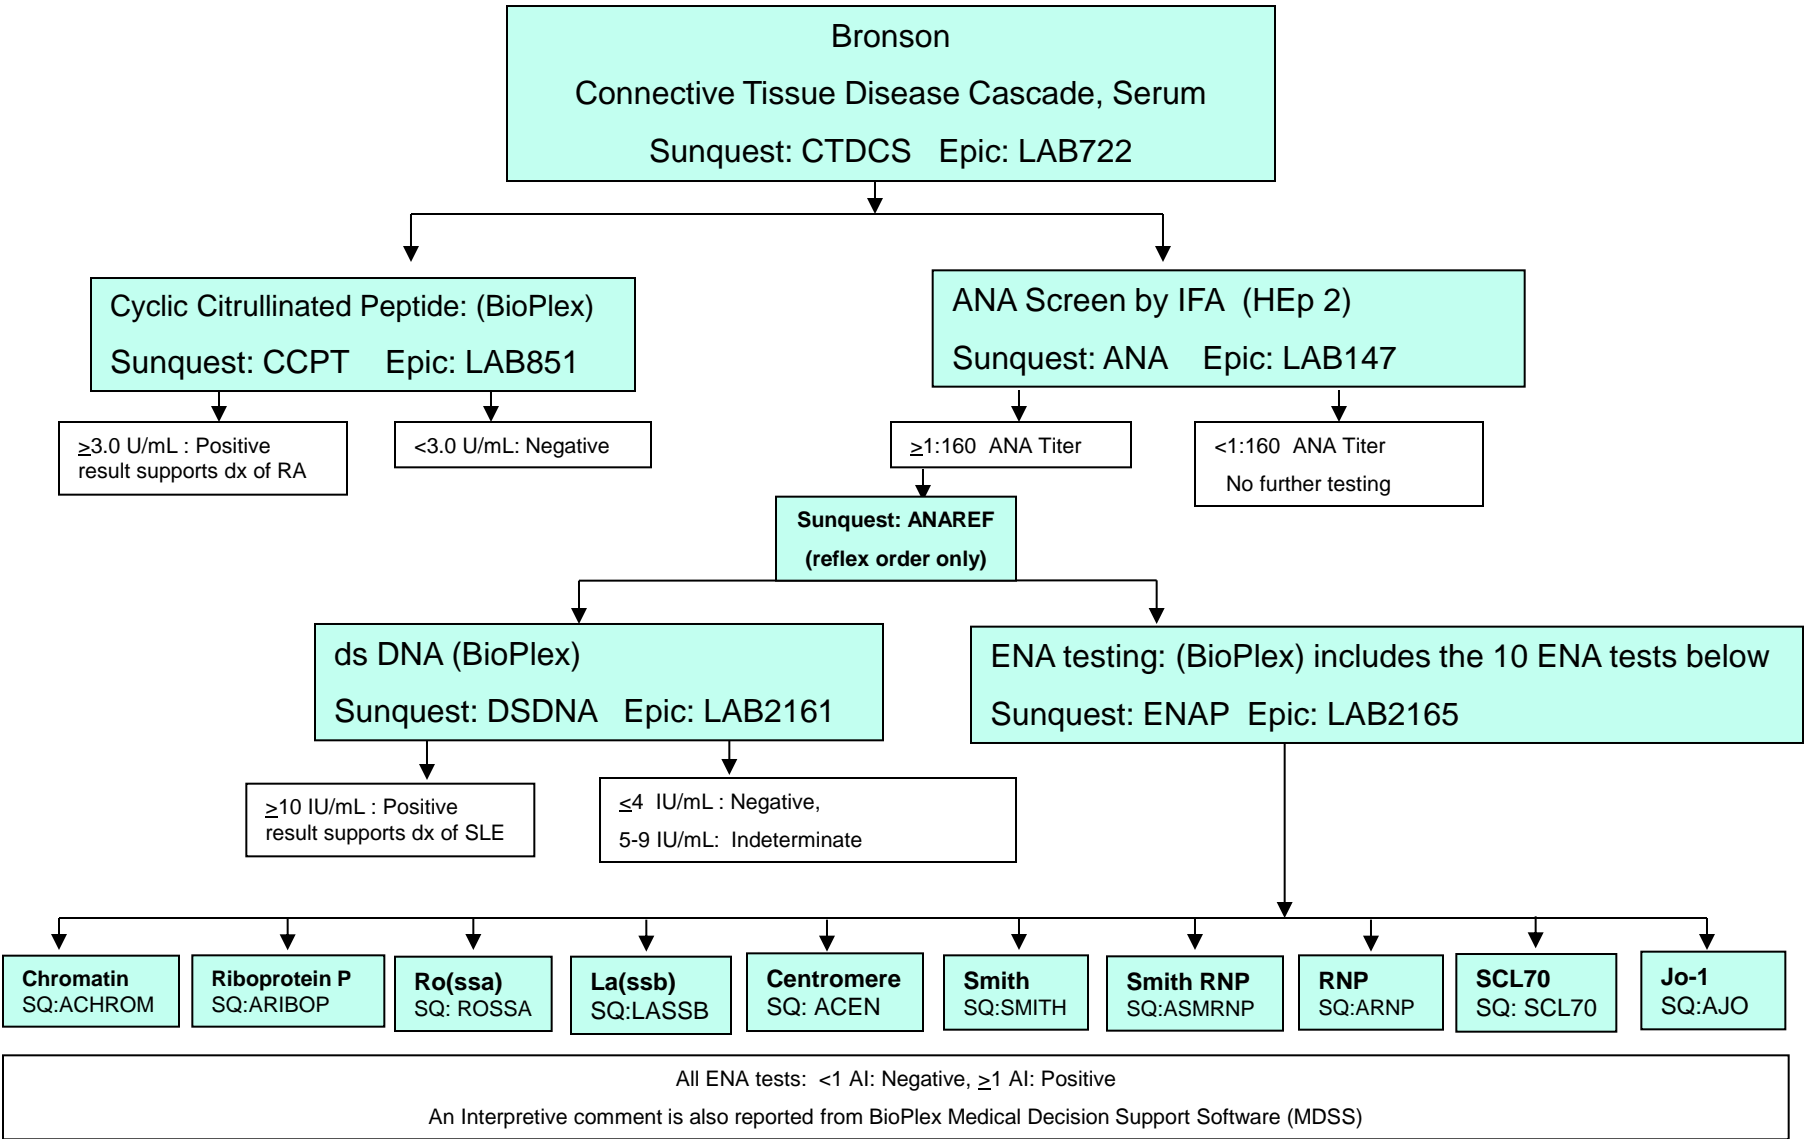 Bronson
Connective Tissue Disease Cascade, Serum
Sunquest: CTDCS Epic: LAB722
Cyclic Citrullinated Peptide: (BioPlex)
Sunquest: CCPT Epic: LAB851
ANA Screen by IFA (HEp 2)
Sunquest: ANA Epic: LAB147
≥3.0 U/mL : Positive
result supports dx of RA
<3.0 U/mL: Negative
≥1:160 ANA Titer
<1:160 ANA Titer
No further testing
Sunquest: ANAREF
(reflex order only)
ds DNA (BioPlex)
Sunquest: DSDNA Epic: LAB2161
ENA testing: (BioPlex) includes the 10 ENA tests below
Sunquest: ENAP Epic: LAB2165
≥10 IU/mL : Positive
result supports dx of SLE
≤4 IU/mL : Negative,
5-9 IU/mL: Indeterminate
Chromatin
SQ:ACHROM
Riboprotein P
SQ:ARIBOP
Ro(ssa)
SQ: ROSSA
La(ssb)
SQ:LASSB
Centromere
SQ: ACEN
Smith
SQ:SMITH
Smith RNP
SQ:ASMRNP
RNP
SQ:ARNP
SCL70
SQ: SCL70
Jo-1
SQ:AJO
All ENA tests: <1 AI: Negative, ≥1 AI: Positive
An Interpretive comment is also reported from BioPlex Medical Decision Support Software (MDSS)